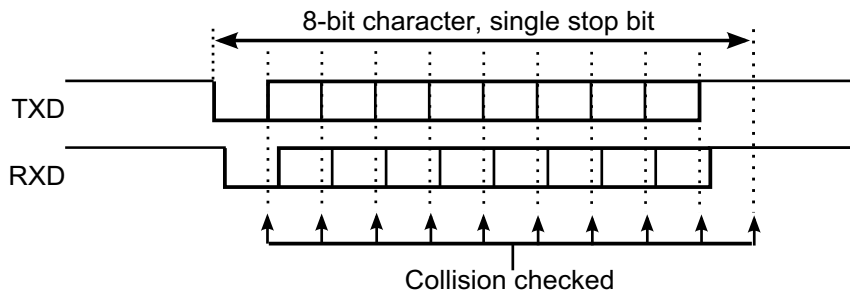 8-bit character, single stop bit
TXD
RXD
Collision checked